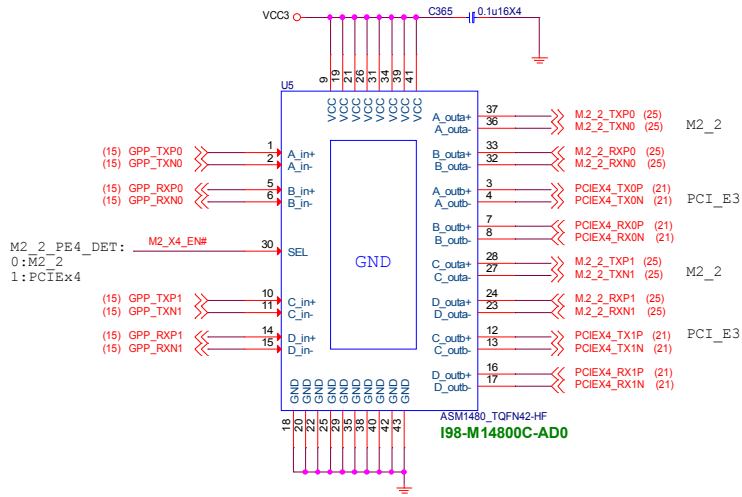 VCC3
C365 0.1u16X4
U5
9 19 21 26 31 34 39 41
VCC VCC VCC VCC VCC VCC VCC VCC
(15) GPP_TXP0 1 A_in+
(15) GPP_TXN0 2 A_in-
(15) GPP_RXP0 5 B_in+
(15) GPP_RXN0 6 B_in-
M2_2_PE4_DET:
0:M2_2
1:PCIEx4
M2_X4_EN# 30 SEL
(15) GPP_TXP1 10 C_in+
(15) GPP_TXN1 11 C_in-
(15) GPP_RXP1 14 D_in+
(15) GPP_RXN1 15 D_in-
GND
A_outa+ 37 M.2_2_TXP0 (25)
A_outa- 36 M.2_2_TXN0 (25)
M2_2
B_outa+ 33 M.2_2_RXP0 (25)
B_outa- 32 M.2_2_RXN0 (25)
A_outb+ 3 PCIEX4_TX0P (21)
A_outb- 4 PCIEX4_TX0N (21)
PCI_E3
B_outb+ 7 PCIEX4_RX0P (21)
B_outb- 8 PCIEX4_RX0N (21)
C_outa+ 28 M.2_2_TXP1 (25)
C_outa- 27 M.2_2_TXN1 (25)
M2_2
D_outa+ 24 M.2_2_RXP1 (25)
D_outa- 23 M.2_2_RXN1 (25)
C_outb+ 12 PCIEX4_TX1P (21)
C_outb- 13 PCIEX4_TX1N (21)
PCI_E3
D_outb+ 16 PCIEX4_RX1P (21)
D_outb- 17 PCIEX4_RX1N (21)
GND GND GND GND GND GND GND GND GND GND
18 20 22 25 29 35 38 40 42 43
ASM1480_TQFN42-HF
I98-M14800C-AD0